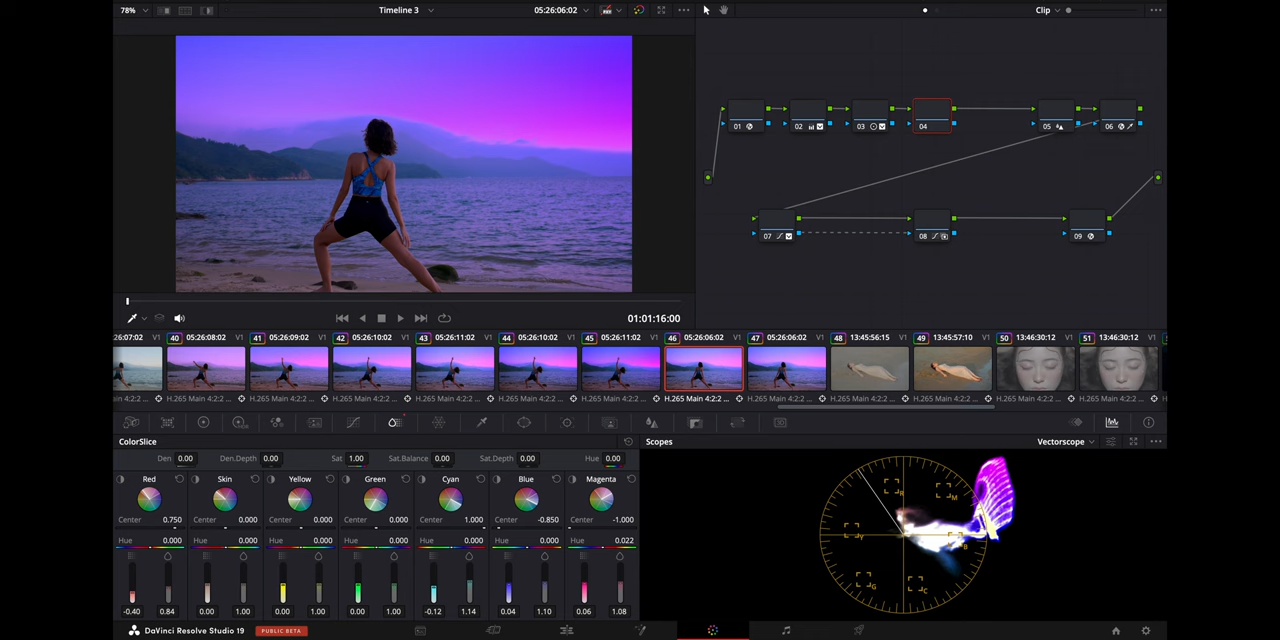 78% Timeline 3 05:26:06:02 Clip
01 02 03 04 05 06
07 08 09
01:01:16:00
26:07:02 V1 40 05:26:08:02 V1 41 05:26:09:02 V1 42 05:26:10:02 V1 43 05:26:11:02 V1 44 05:26:10:02 V1 45 05:26:11:02 V1 46 05:26:06:02 V1 47 05:26:06:02 V1 48 13:45:56:15 V1 49 13:45:57:10 V1 50 13:46:30:12 V1 51 13:46:30:12 V1
H.265 Main 4:2:2 H.265 Main 4:2:2 H.265 Main 4:2:2 H.265 Main 4:2:2 H.265 Main 4:2:2 H.265 Main 4:2:2 H.265 Main 4:2:2 H.265 Main 4:2:2 H.265 Main 4:2:2 H.265 Main 4:2:2 H.265 Main 4:2:2 H.265 Main 4:2:2 H.265 Main 4:2:2
ColorSlice Scopes Vectorscope
Den 0.00 Den.Depth 0.00 Sat 1.00 Sat.Balance 0.00 Sat.Depth 0.00 Hue 0.00
Red Skin Yellow Green Cyan Blue Magenta
Center 0.750 Center 0.000 Center 0.000 Center 0.000 Center 1.000 Center -0.850 Center -1.000
Hue 0.000 Hue 0.000 Hue 0.000 Hue 0.000 Hue 0.000 Hue 0.000 Hue 0.022
-0.40 0.84 0.00 1.00 0.00 1.00 0.00 1.00 -0.12 1.14 0.04 1.10 0.06 1.08
R M Y B G C
DaVinci Resolve Studio 19 PUBLIC BETA